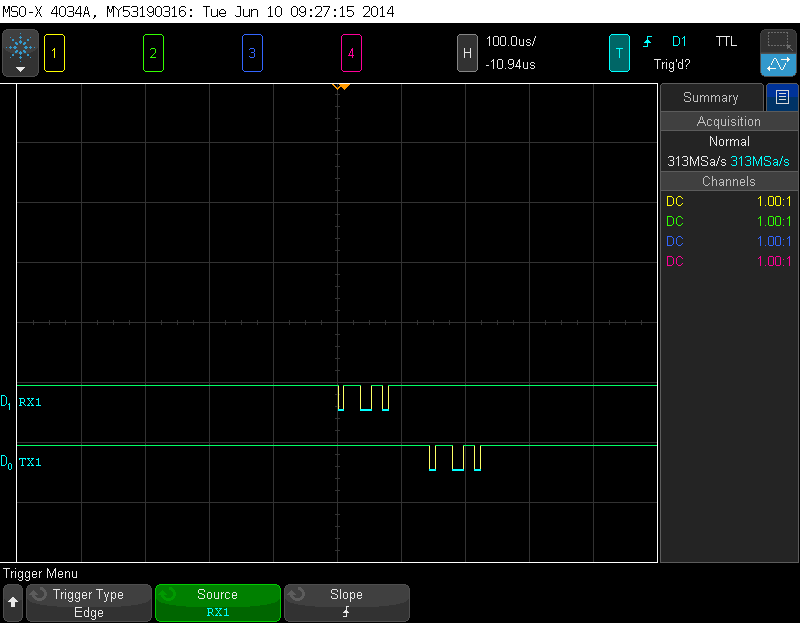 MSO-X 4034A, MY53190316: Tue Jun 10 09:27:15 2014
1 2 3 4 H 100.0us/ T D1 TTL
-10.94us Trig'd?
Summary
Acquisition
Normal
313MSa/s 313MSa/s
Channels
DC 1.00:1
DC 1.00:1
DC 1.00:1
DC 1.00:1
D1 RX1
D0 TX1
Trigger Menu
Trigger Type Source Slope
Edge RX1